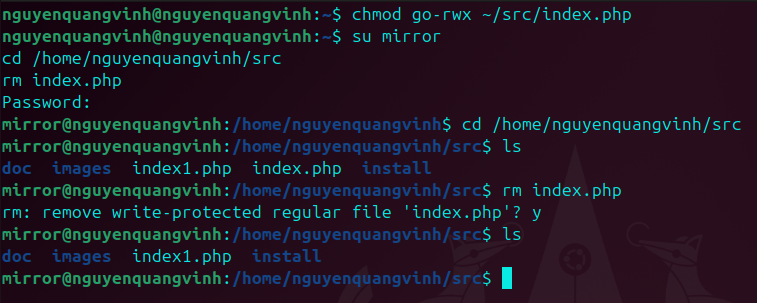 nguyenquangvinh@nguyenquangvinh:~$ chmod go-rwx ~/src/index.php
nguyenquangvinh@nguyenquangvinh:~$ su mirror
cd /home/nguyenquangvinh/src
rm index.php
Password:
mirror@nguyenquangvinh:/home/nguyenquangvinh$ cd /home/nguyenquangvinh/src
mirror@nguyenquangvinh:/home/nguyenquangvinh/src$ ls
doc  images  index1.php  index.php  install
mirror@nguyenquangvinh:/home/nguyenquangvinh/src$ rm index.php
rm: remove write-protected regular file 'index.php'? y
mirror@nguyenquangvinh:/home/nguyenquangvinh/src$ ls
doc  images  index1.php  install
mirror@nguyenquangvinh:/home/nguyenquangvinh/src$